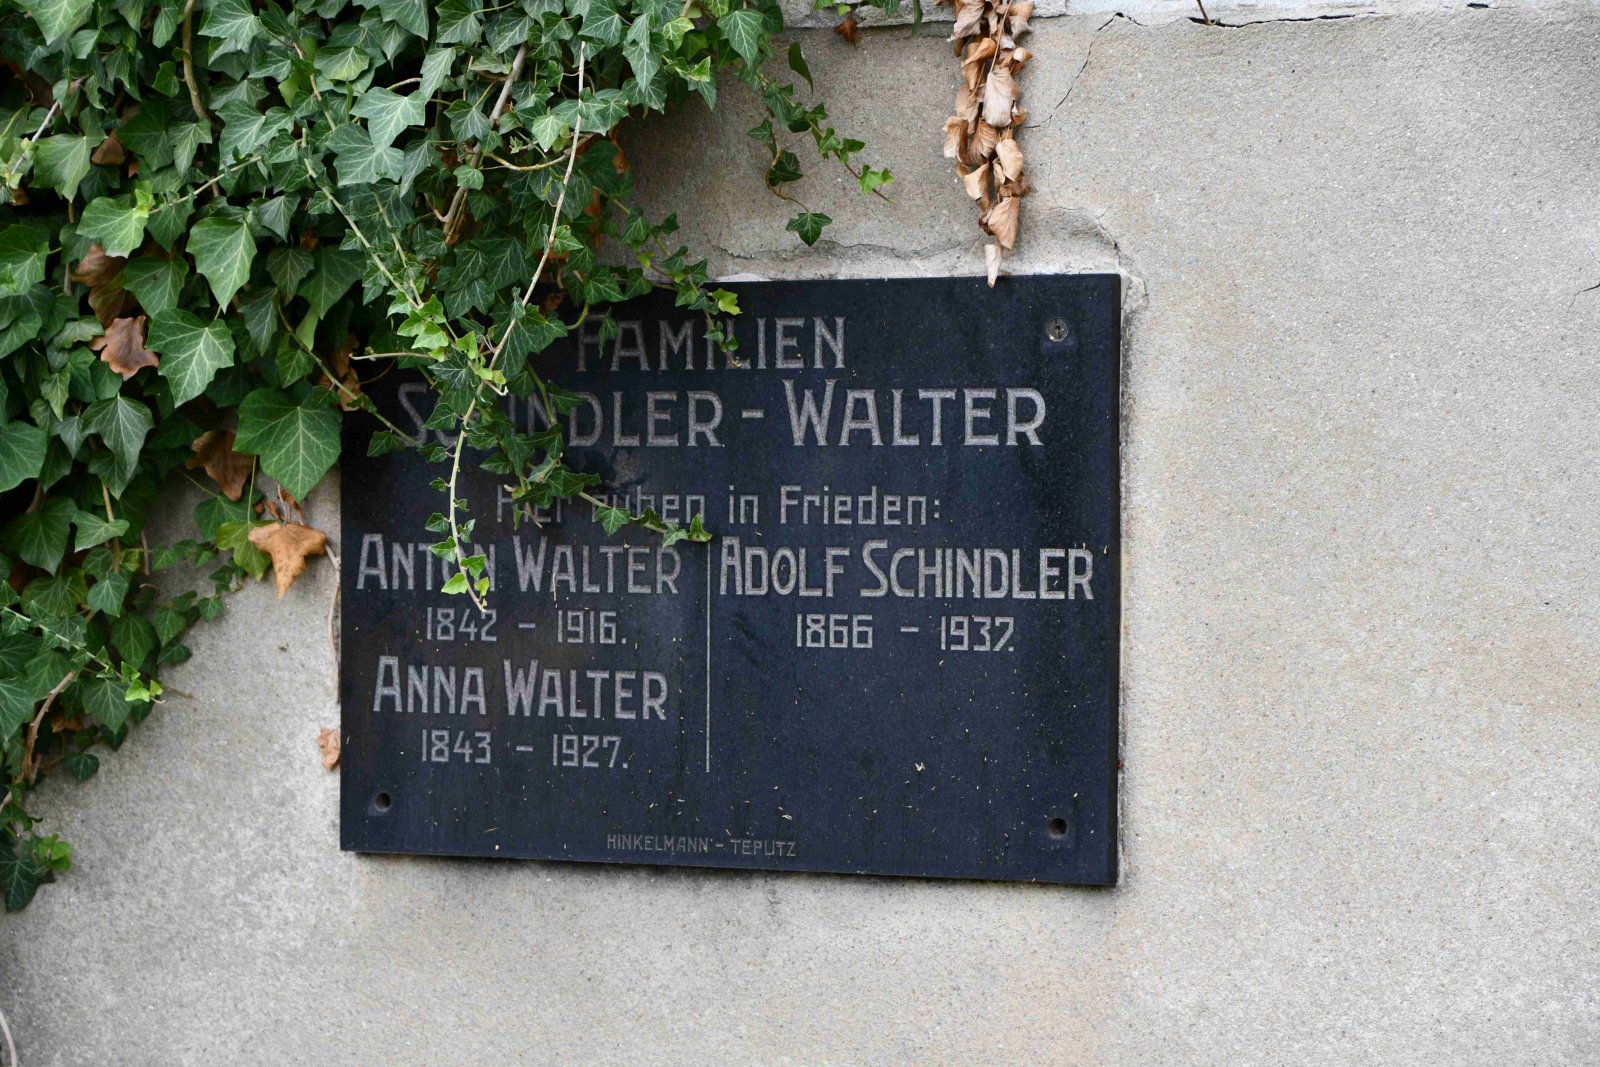 FAMILIEN
SCHINDLER - WALTER
Hier ruhen in Frieden:
ANTON WALTER
1842 - 1916.
ANNA WALTER
1843 - 1927.
ADOLF SCHINDLER
1866 - 1937.
HINKELMANN - TEPLITZ